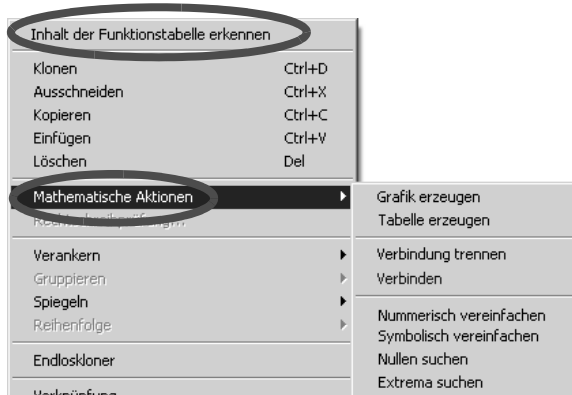 Inhalt der Funktionstabelle erkennen
Klonen Ctrl+D
Ausschneiden Ctrl+X
Kopieren Ctrl+C
Einfügen Ctrl+V
Löschen Del
Mathematische Aktionen
Verankern
Gruppieren
Spiegeln
Reihenfolge
Endloskloner
Verknüpfung
Grafik erzeugen
Tabelle erzeugen
Verbindung trennen
Verbinden
Nummerisch vereinfachen
Symbolisch vereinfachen
Nullen suchen
Extrema suchen